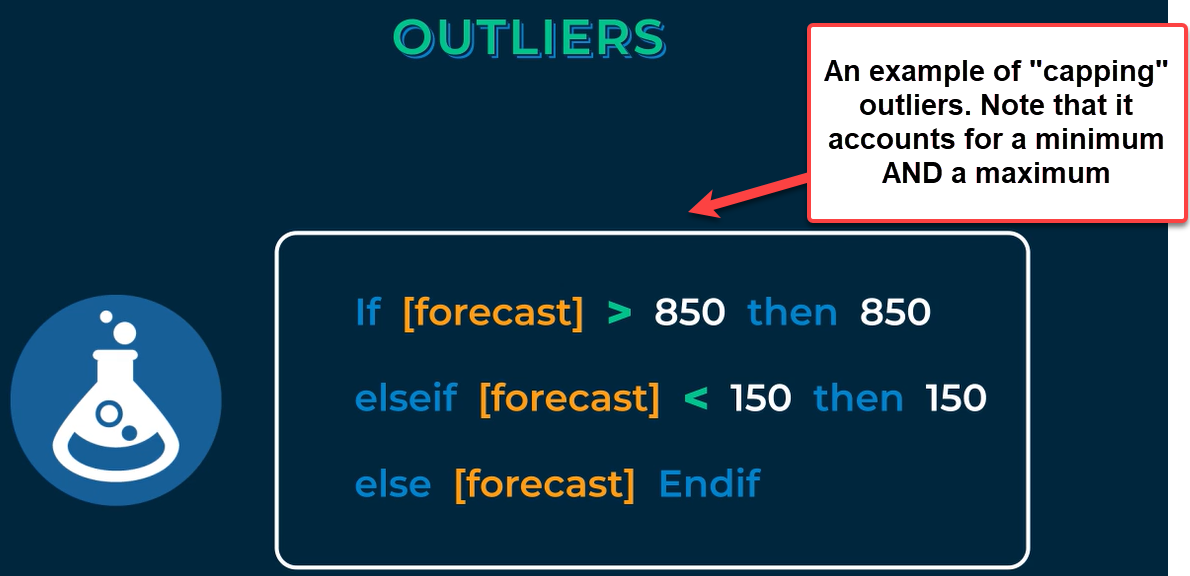 OUTLIERS
An example of "capping"
outliers. Note that it
accounts for a minimum
AND a maximum
If [forecast] > 850 then 850
elseif [forecast] < 150 then 150
else [forecast] Endif